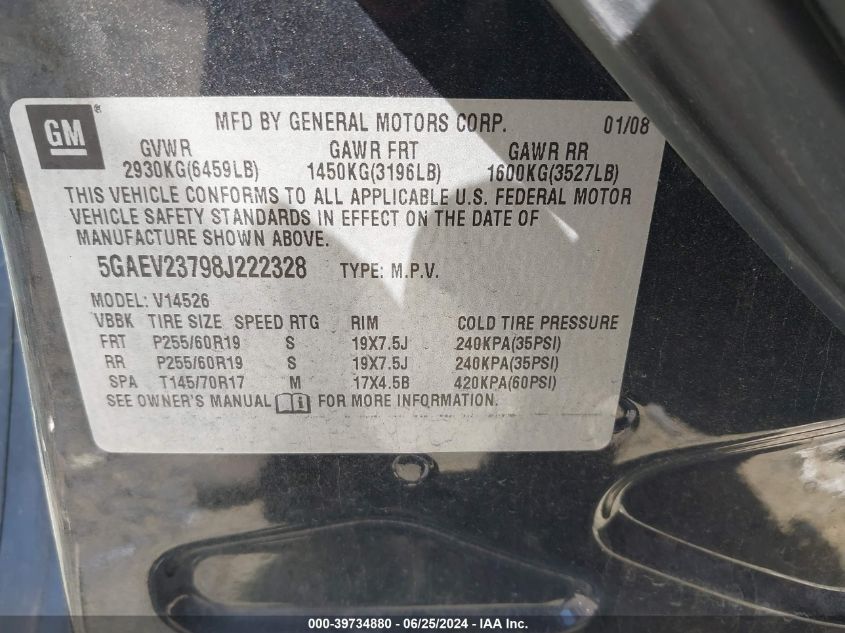 GM ® MFD BY GENERAL MOTORS CORP. 01/08
GVWR GAWR FRT GAWR RR
2930KG(6459LB) 1450KG(3196LB) 1600KG(3527LB)
THIS VEHICLE CONFORMS TO ALL APPLICABLE U.S. FEDERAL MOTOR
VEHICLE SAFETY STANDARDS IN EFFECT ON THE DATE OF
MANUFACTURE SHOWN ABOVE.
5GAEV23798J222328 TYPE: M.P.V.
MODEL: V14526
VBBK TIRE SIZE SPEED RTG RIM COLD TIRE PRESSURE
FRT P255/60R19 S 19X7.5J 240KPA(35PSI)
RR P255/60R19 S 19X7.5J 240KPA(35PSI)
SPA T145/70R17 M 17X4.5B 420KPA(60PSI)
SEE OWNER'S MANUAL FOR MORE INFORMATION.
000-39734880 - 06/25/2024 - IAA Inc.